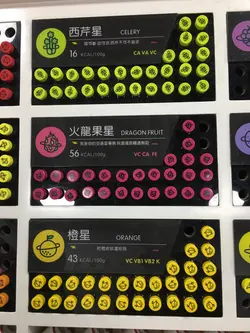 西芹星 CELERY
16 KCAL/100g CA VA VC
火龍果星 DRAGON FRUIT
56 KCAL/100g VC CA FE
橙星 ORANGE
43 KCAL/100g VC VB1 VB2 K